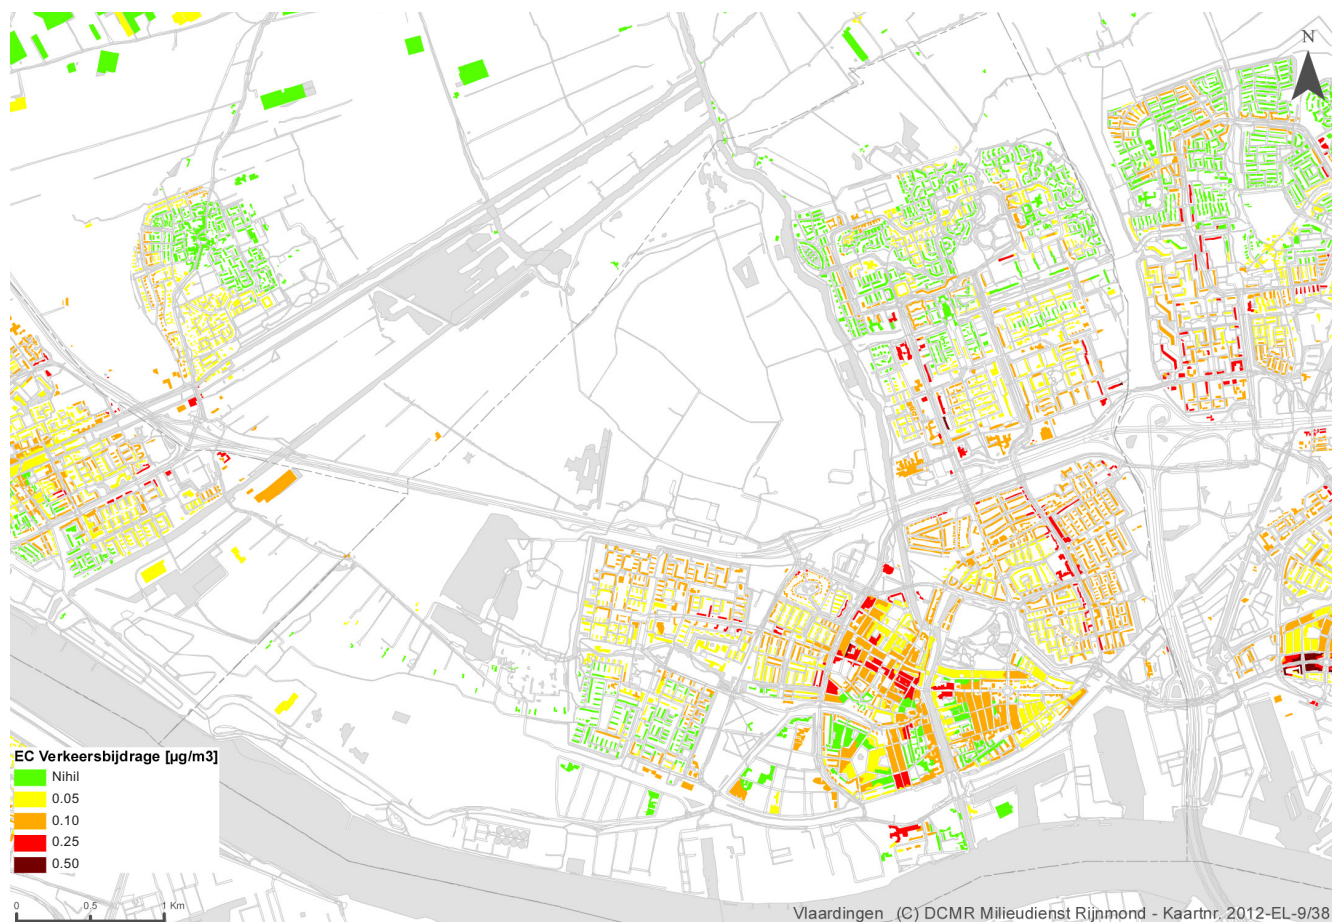 N
EC Verkeersbijdrage [µg/m3]
Nihil
0.05
0.10
0.25
0.50
0 0.5 1 Km
Vlaardingen (C) DCMR Milieudienst Rijnmond - Kaartnr. 2012-EL-9/38